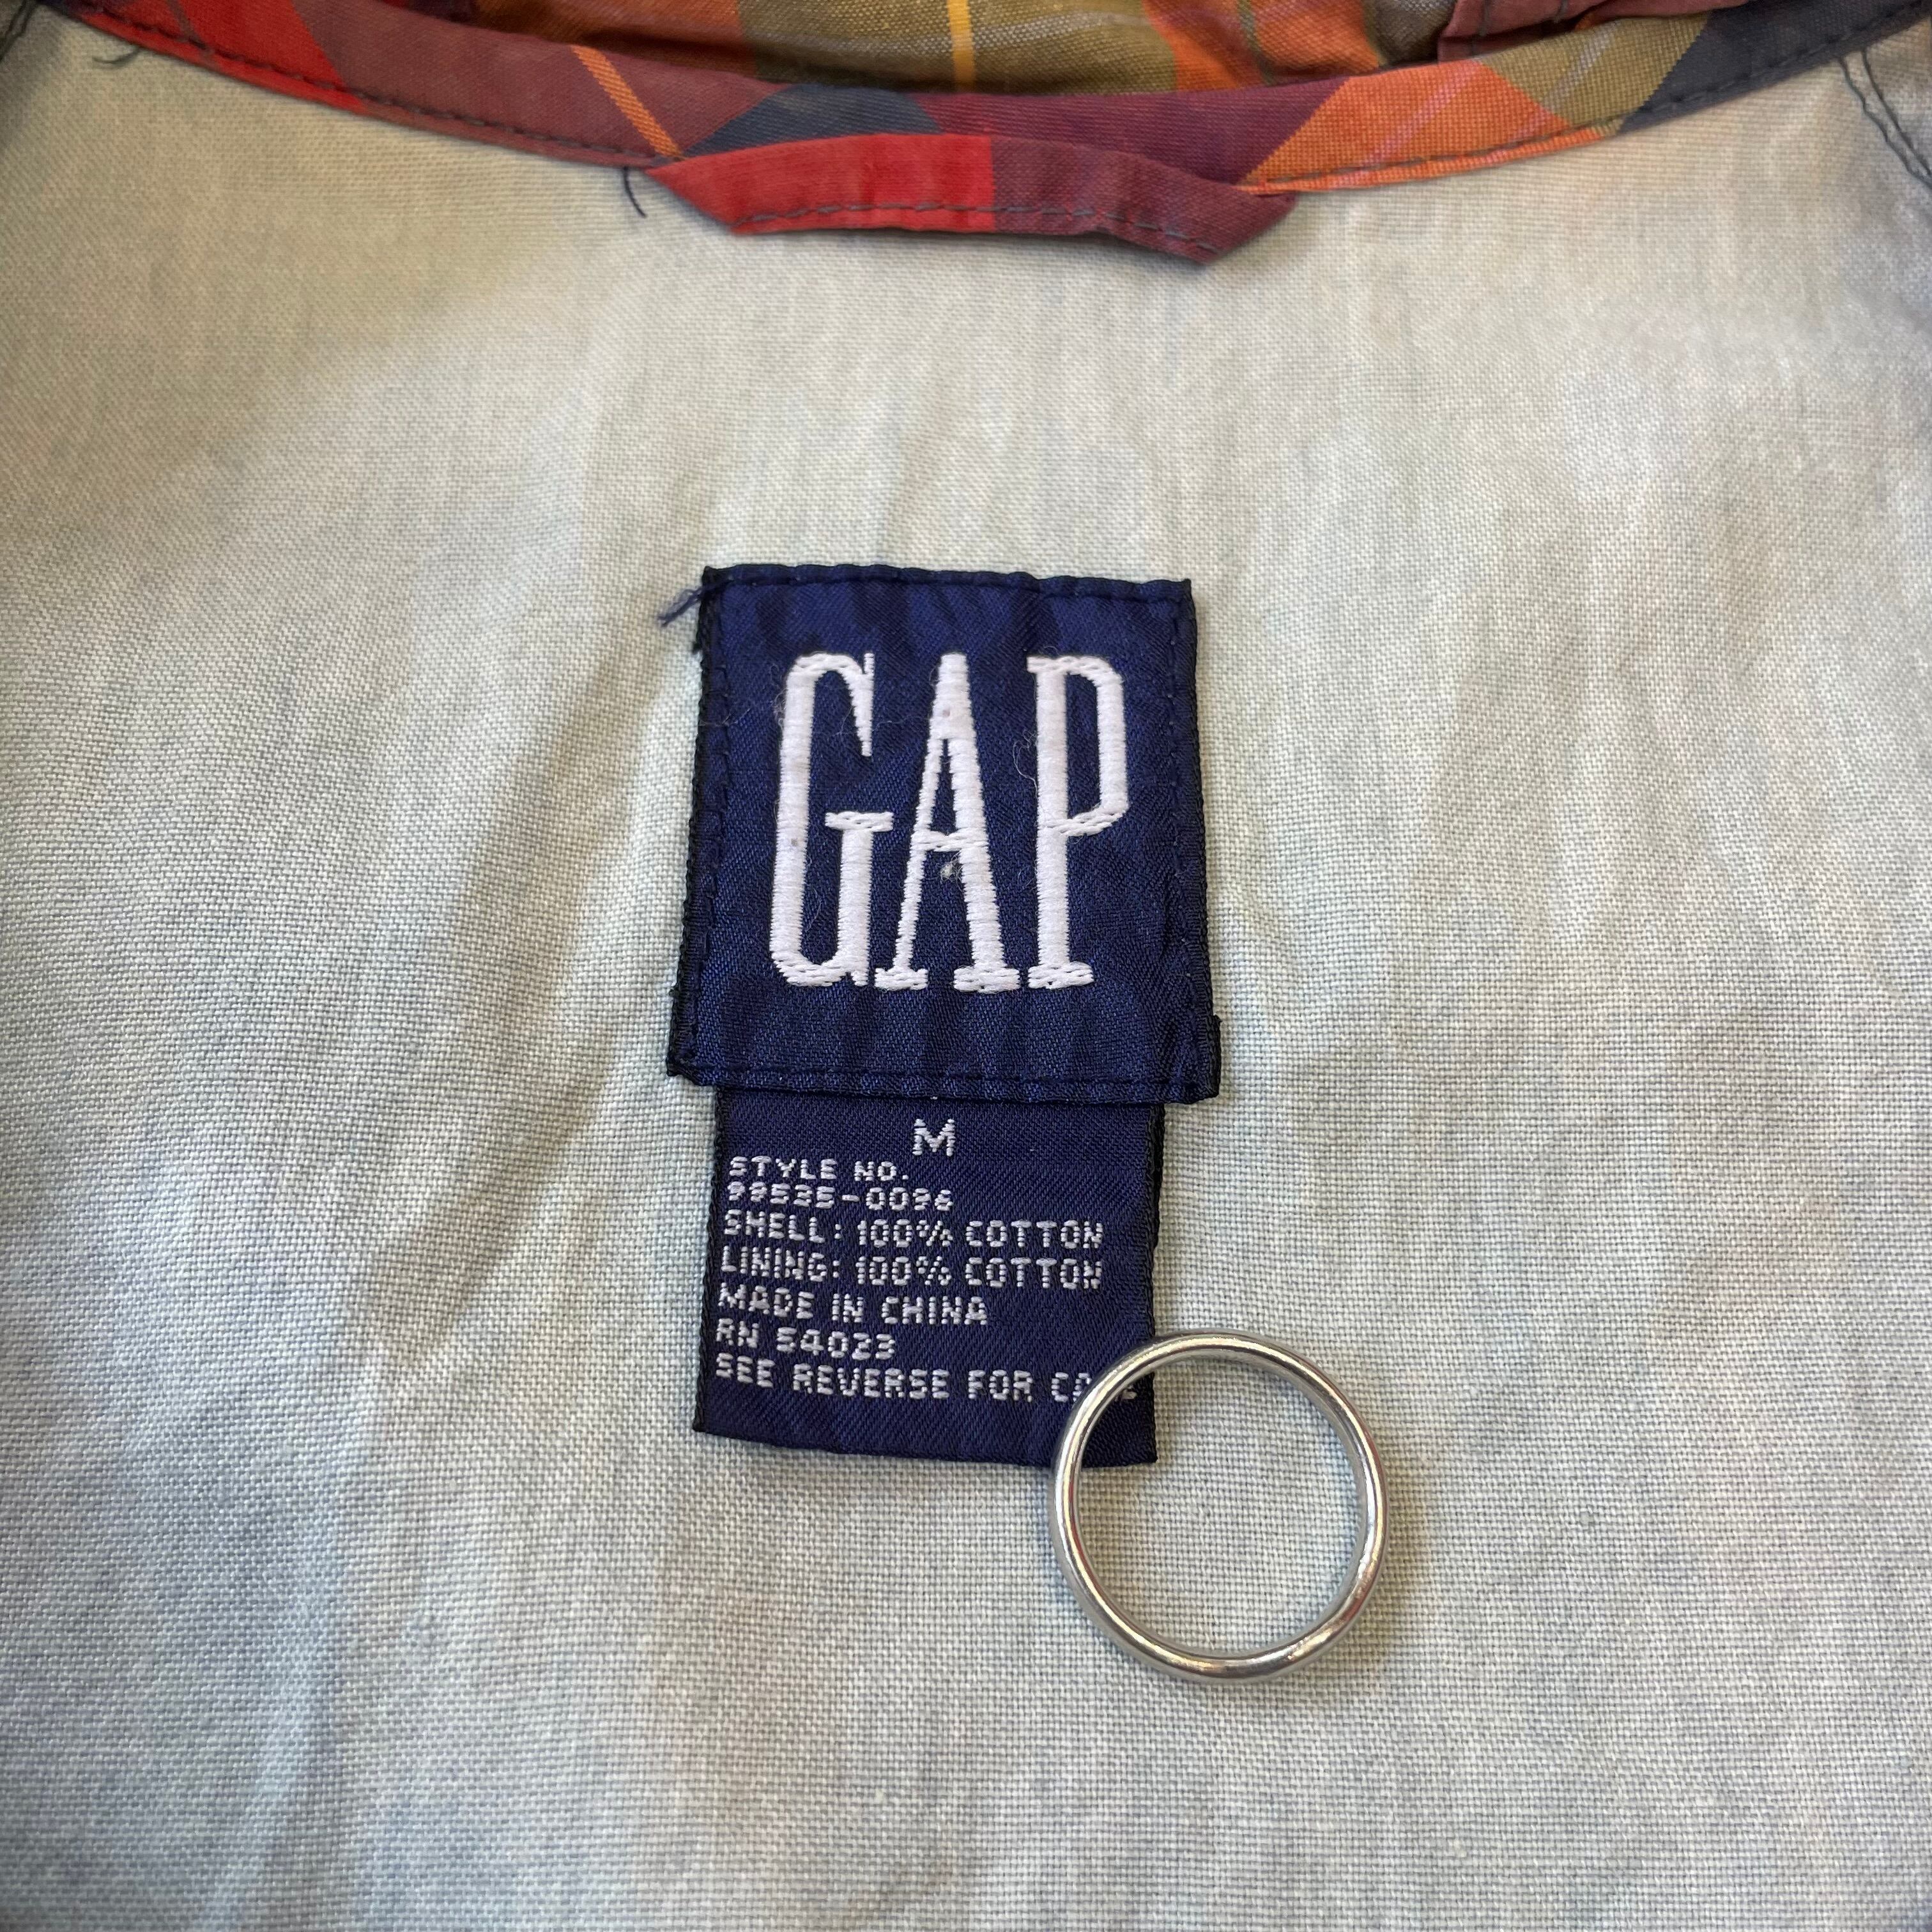 GAP
M
STYLE NO.
99535-0096
SHELL: 100% COTTON
LINING: 100% COTTON
MADE IN CHINA
RN 54023
SEE REVERSE FOR